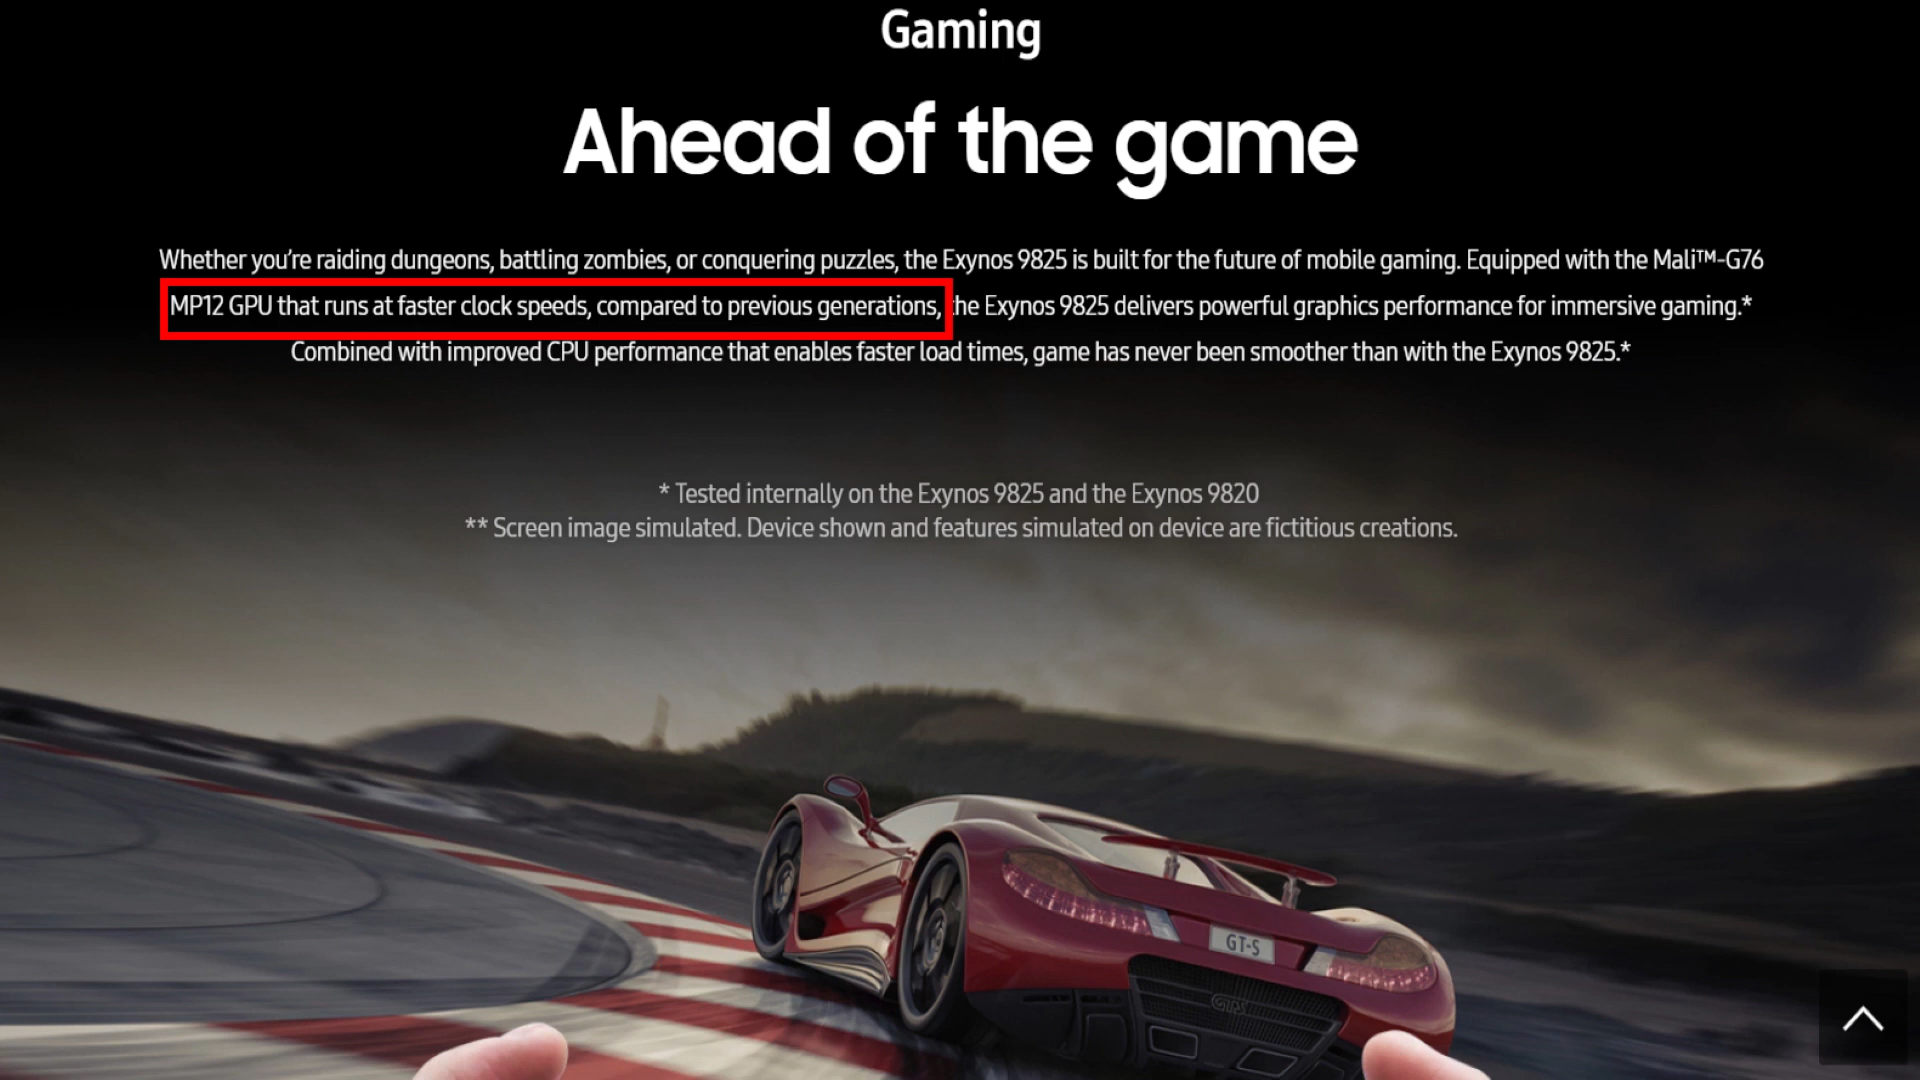 Gaming
Ahead of the game
Whether you're raiding dungeons, battling zombies, or conquering puzzles, the Exynos 9825 is built for the future of mobile gaming. Equipped with the Mali™-G76
MP12 GPU that runs at faster clock speeds, compared to previous generations, the Exynos 9825 delivers powerful graphics performance for immersive gaming.*
Combined with improved CPU performance that enables faster load times, game has never been smoother than with the Exynos 9825.*
* Tested internally on the Exynos 9825 and the Exynos 9820
** Screen image simulated. Device shown and features simulated on device are fictitious creations.
GT-S
GTS